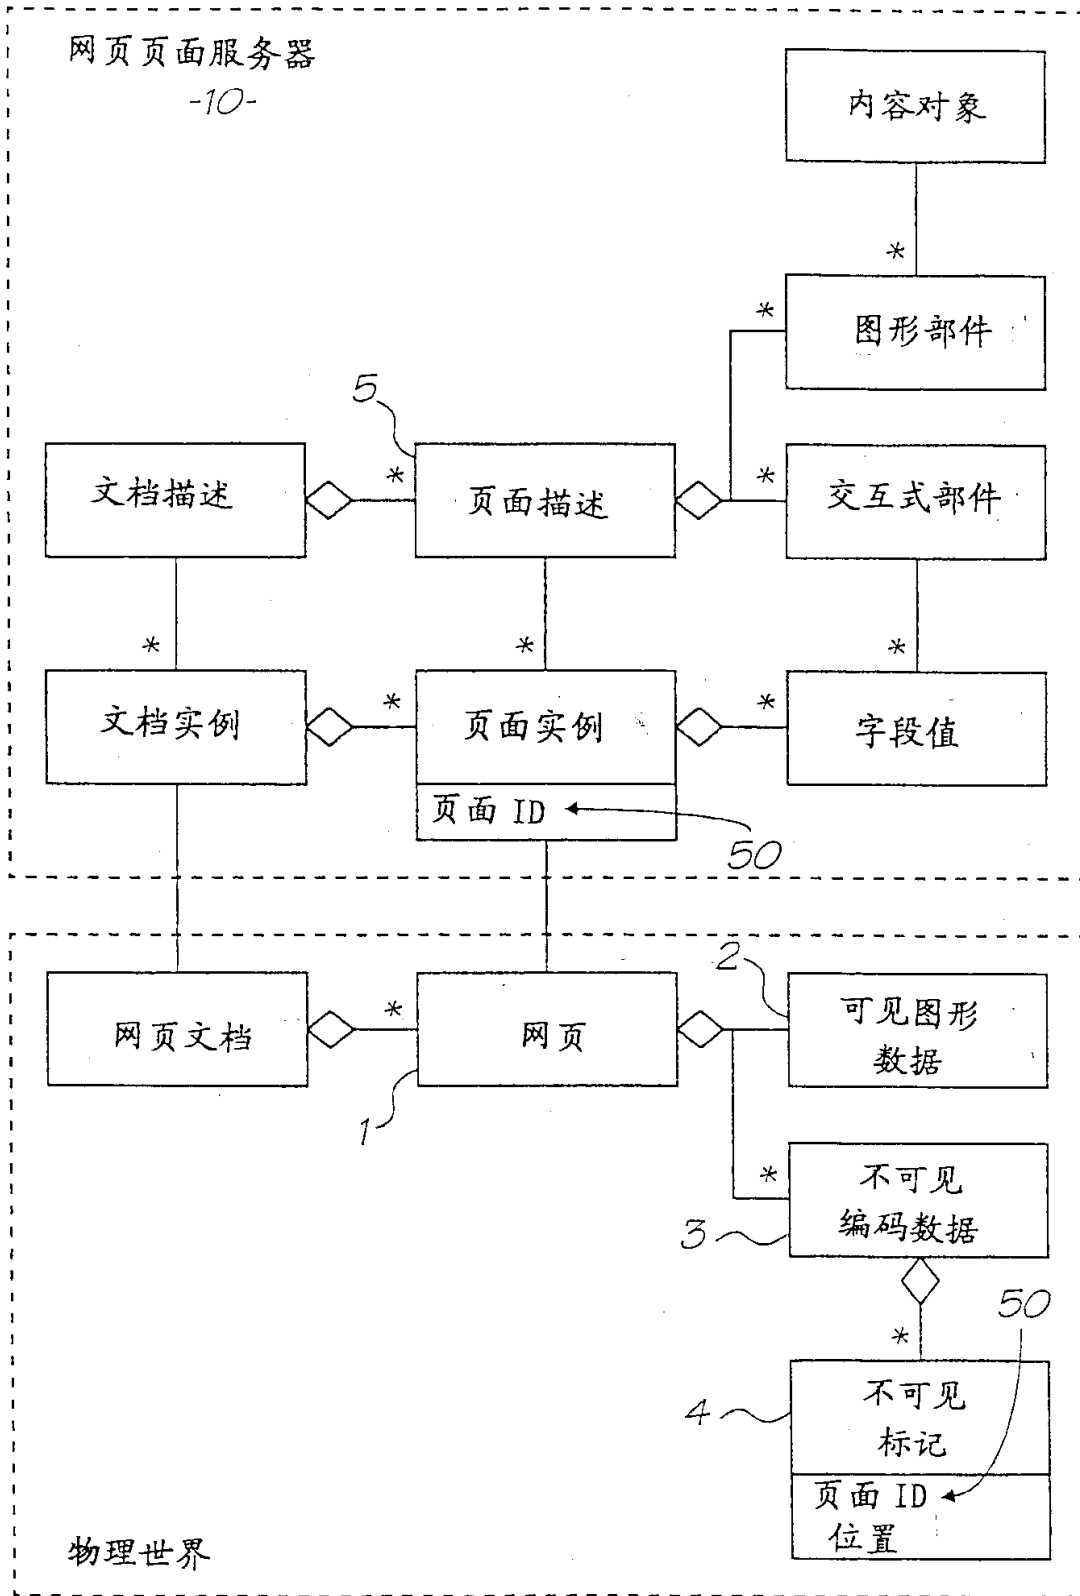 网页页面服务器
-10-
内容对象
*
*
图形部件
5
文档描述
*
页面描述
*
交互式部件
*
*
*
文档实例
*
页面实例
*
字段值
页面 ID
50
2
网页文档
*
网页
可见图形
数据
1
*
不可见
编码数据
3
50
*
4
不可见
标记
页面 ID
位置
物理世界